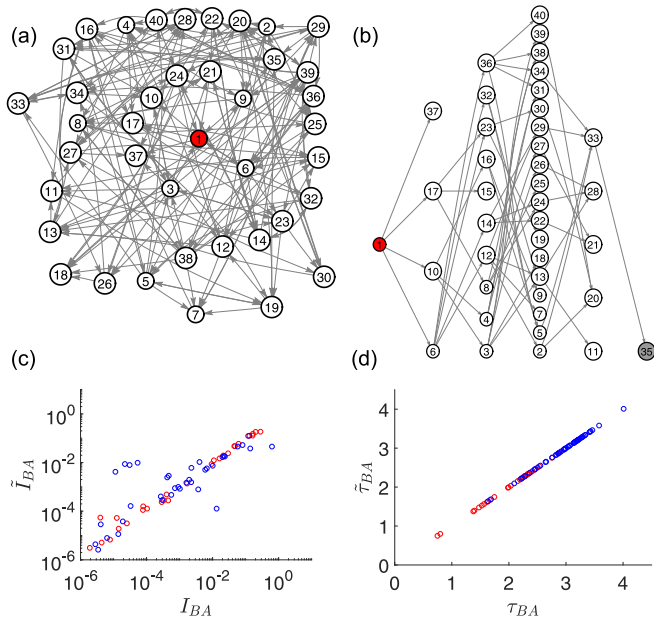 (a)
16 4 40 28 22 20 2 29
31 24 21 35 39
33 34 10 9 36
8 17 1 25
27 37 15
11 3 6 32
13 23
38 12 14
18 26 5 30
7 19
(b)
40
39
36 38
34
32 31
37 30
23 29 33
16 27
26
17 15 25 28
24
14 22
1 19 21
12 18
10 13
8 9 20
4 7
5
6 3 2 11 35
(c)
10^0
10^-2
10^-4
10^-6
10^-6 10^-4 10^-2 10^0
Ĩ_BA
I_BA
(d)
5
4
3
2
1
0 1 2 3 4
τ̃_BA
τ_BA